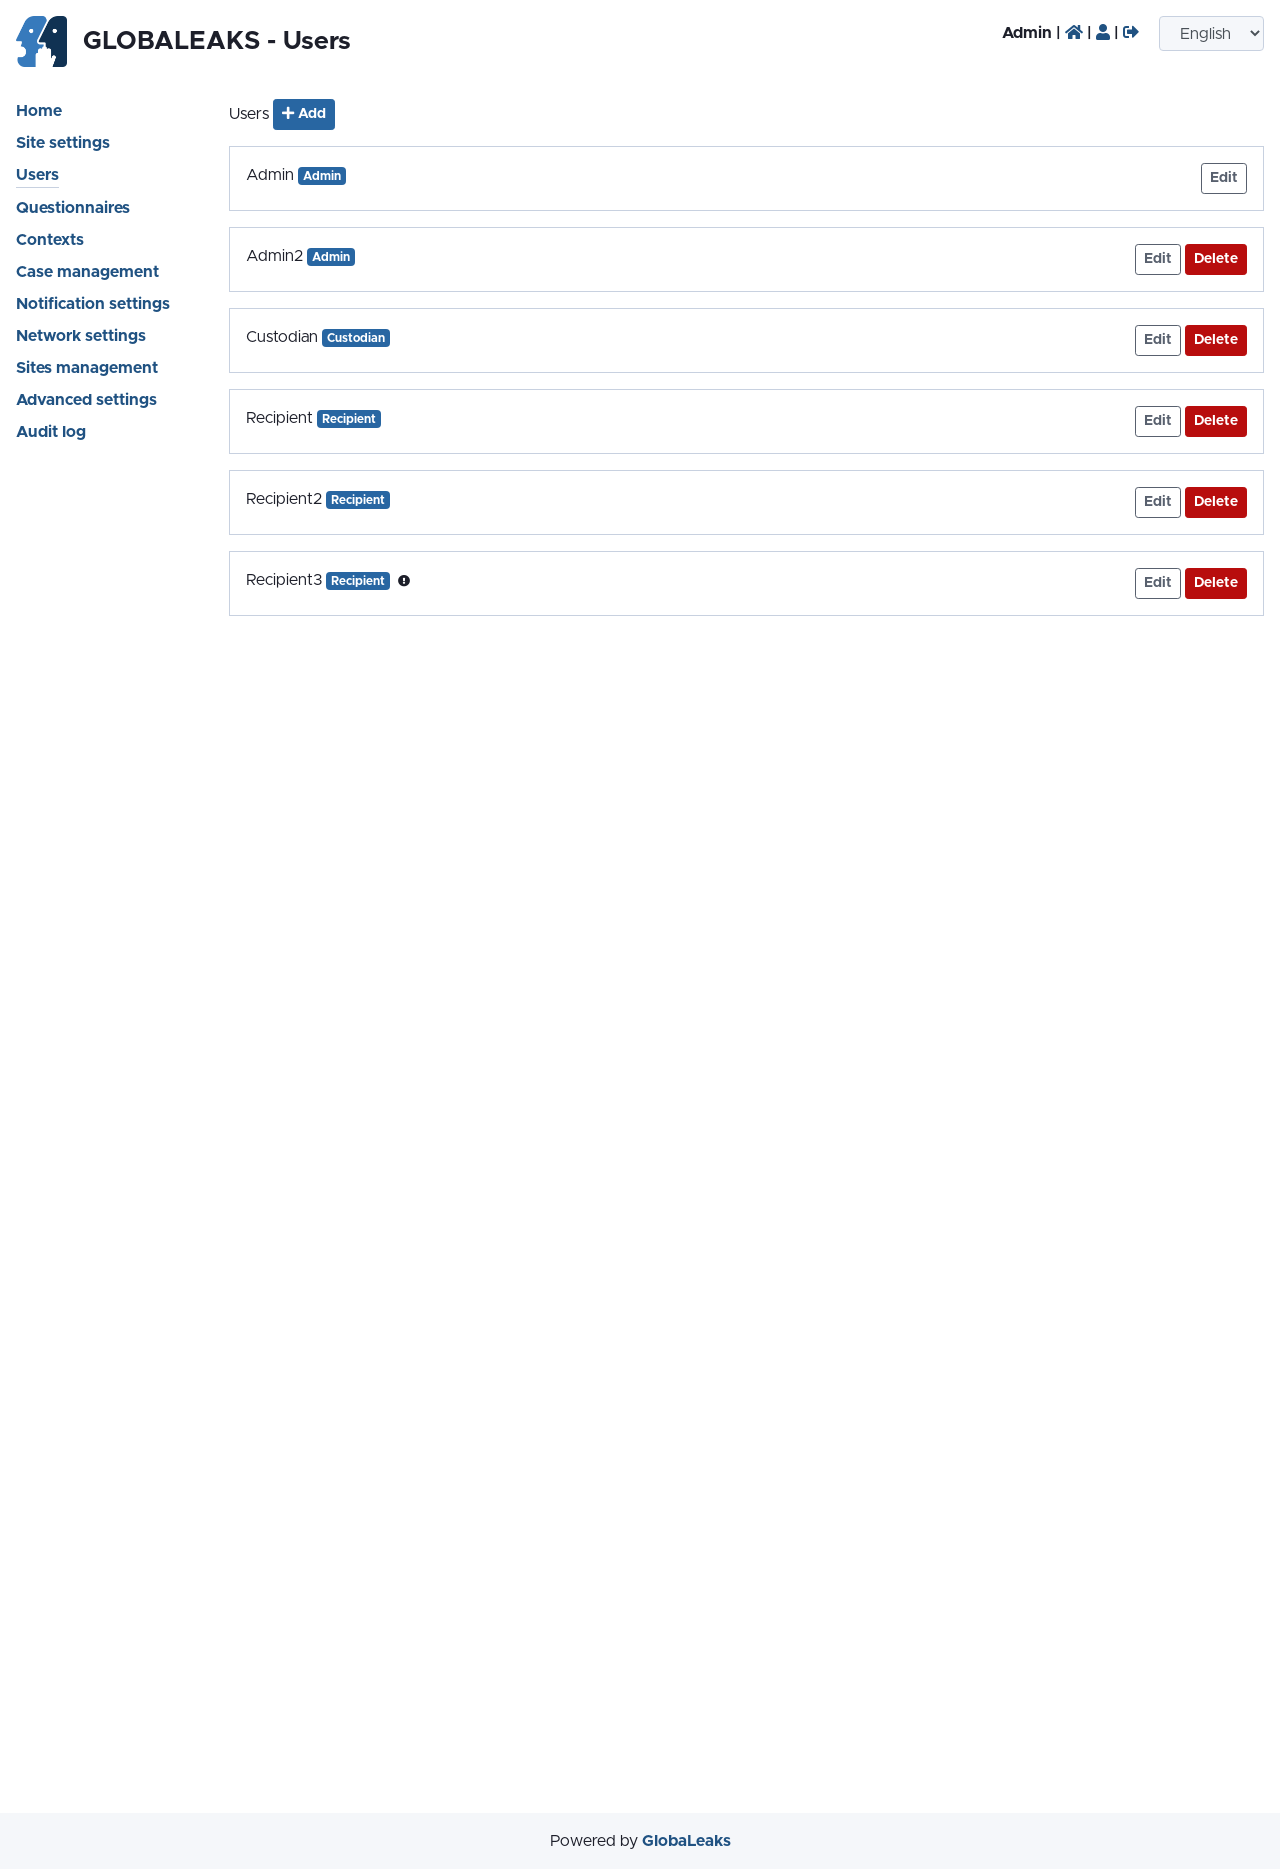 GLOBALEAKS - Users
Admin | | |
English
Home
Site settings
Users
Questionnaires
Contexts
Case management
Notification settings
Network settings
Sites management
Advanced settings
Audit log
Users Add
Admin Admin Edit
Admin2 Admin Edit Delete
Custodian Custodian Edit Delete
Recipient Recipient Edit Delete
Recipient2 Recipient Edit Delete
Recipient3 Recipient Edit Delete
Powered by GlobaLeaks